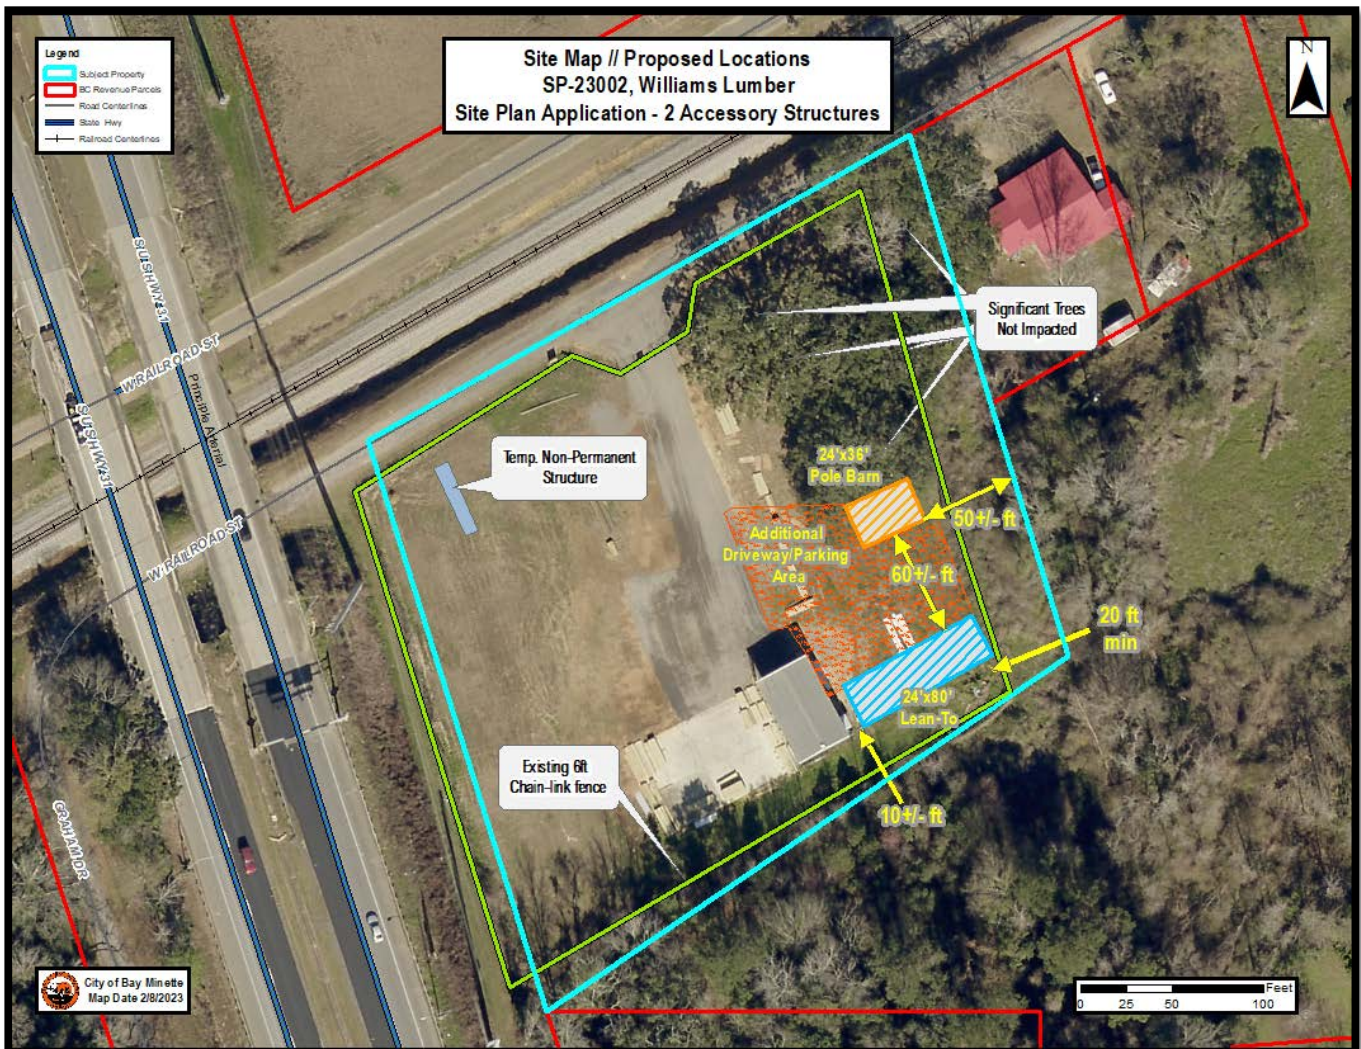 Legend
Subject Property
BC Revenue Parcels
Road Centerlines
State Hwy
Railroad Centerlines
Site Map // Proposed Locations
SP-23002, Williams Lumber
Site Plan Application - 2 Accessory Structures
N
S US HWY 31
W RAILROAD ST
Principle Arterial
S US HWY 31
W RAILROAD ST
GRAHAM DR
Significant Trees
Not Impacted
Temp. Non-Permanent
Structure
24'x36'
Pole Barn
50+/- ft
Additional
Driveway/Parking
Area
60+/- ft
20 ft
min
24'x80'
Lean-To
Existing 6ft
Chain-link fence
10+/- ft
City of Bay Minette
Map Date 2/8/2023
Feet
0 25 50 100